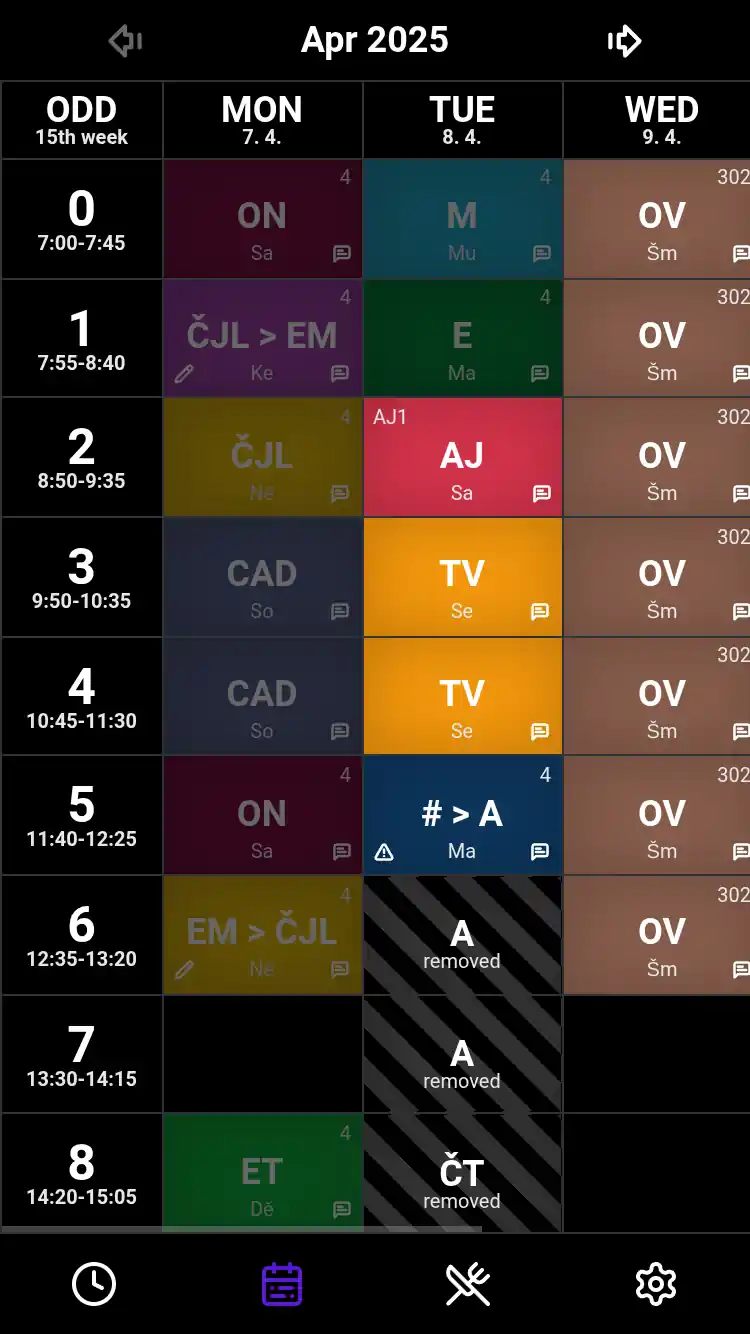 Apr 2025
ODD MON TUE WED
15th week 7. 4. 8. 4. 9. 4.
4 4 302
0 ON M OV
7:00-7:45 Sa Mu Šm
4 4 302
1 ČJL > EM E OV
7:55-8:40 Ke Ma Šm
4 AJ1 302
2 ČJL AJ OV
8:50-9:35 Ne Sa Šm
302
3 CAD TV OV
9:50-10:35 So Se Šm
302
4 CAD TV OV
10:45-11:30 So Se Šm
4 4 302
5 ON # > A OV
11:40-12:25 Sa Ma Šm
4 302
6 EM > ČJL A OV
12:35-13:20 Ne removed Šm
7 A
13:30-14:15 removed
4
8 ET ČT
14:20-15:05 Dě removed